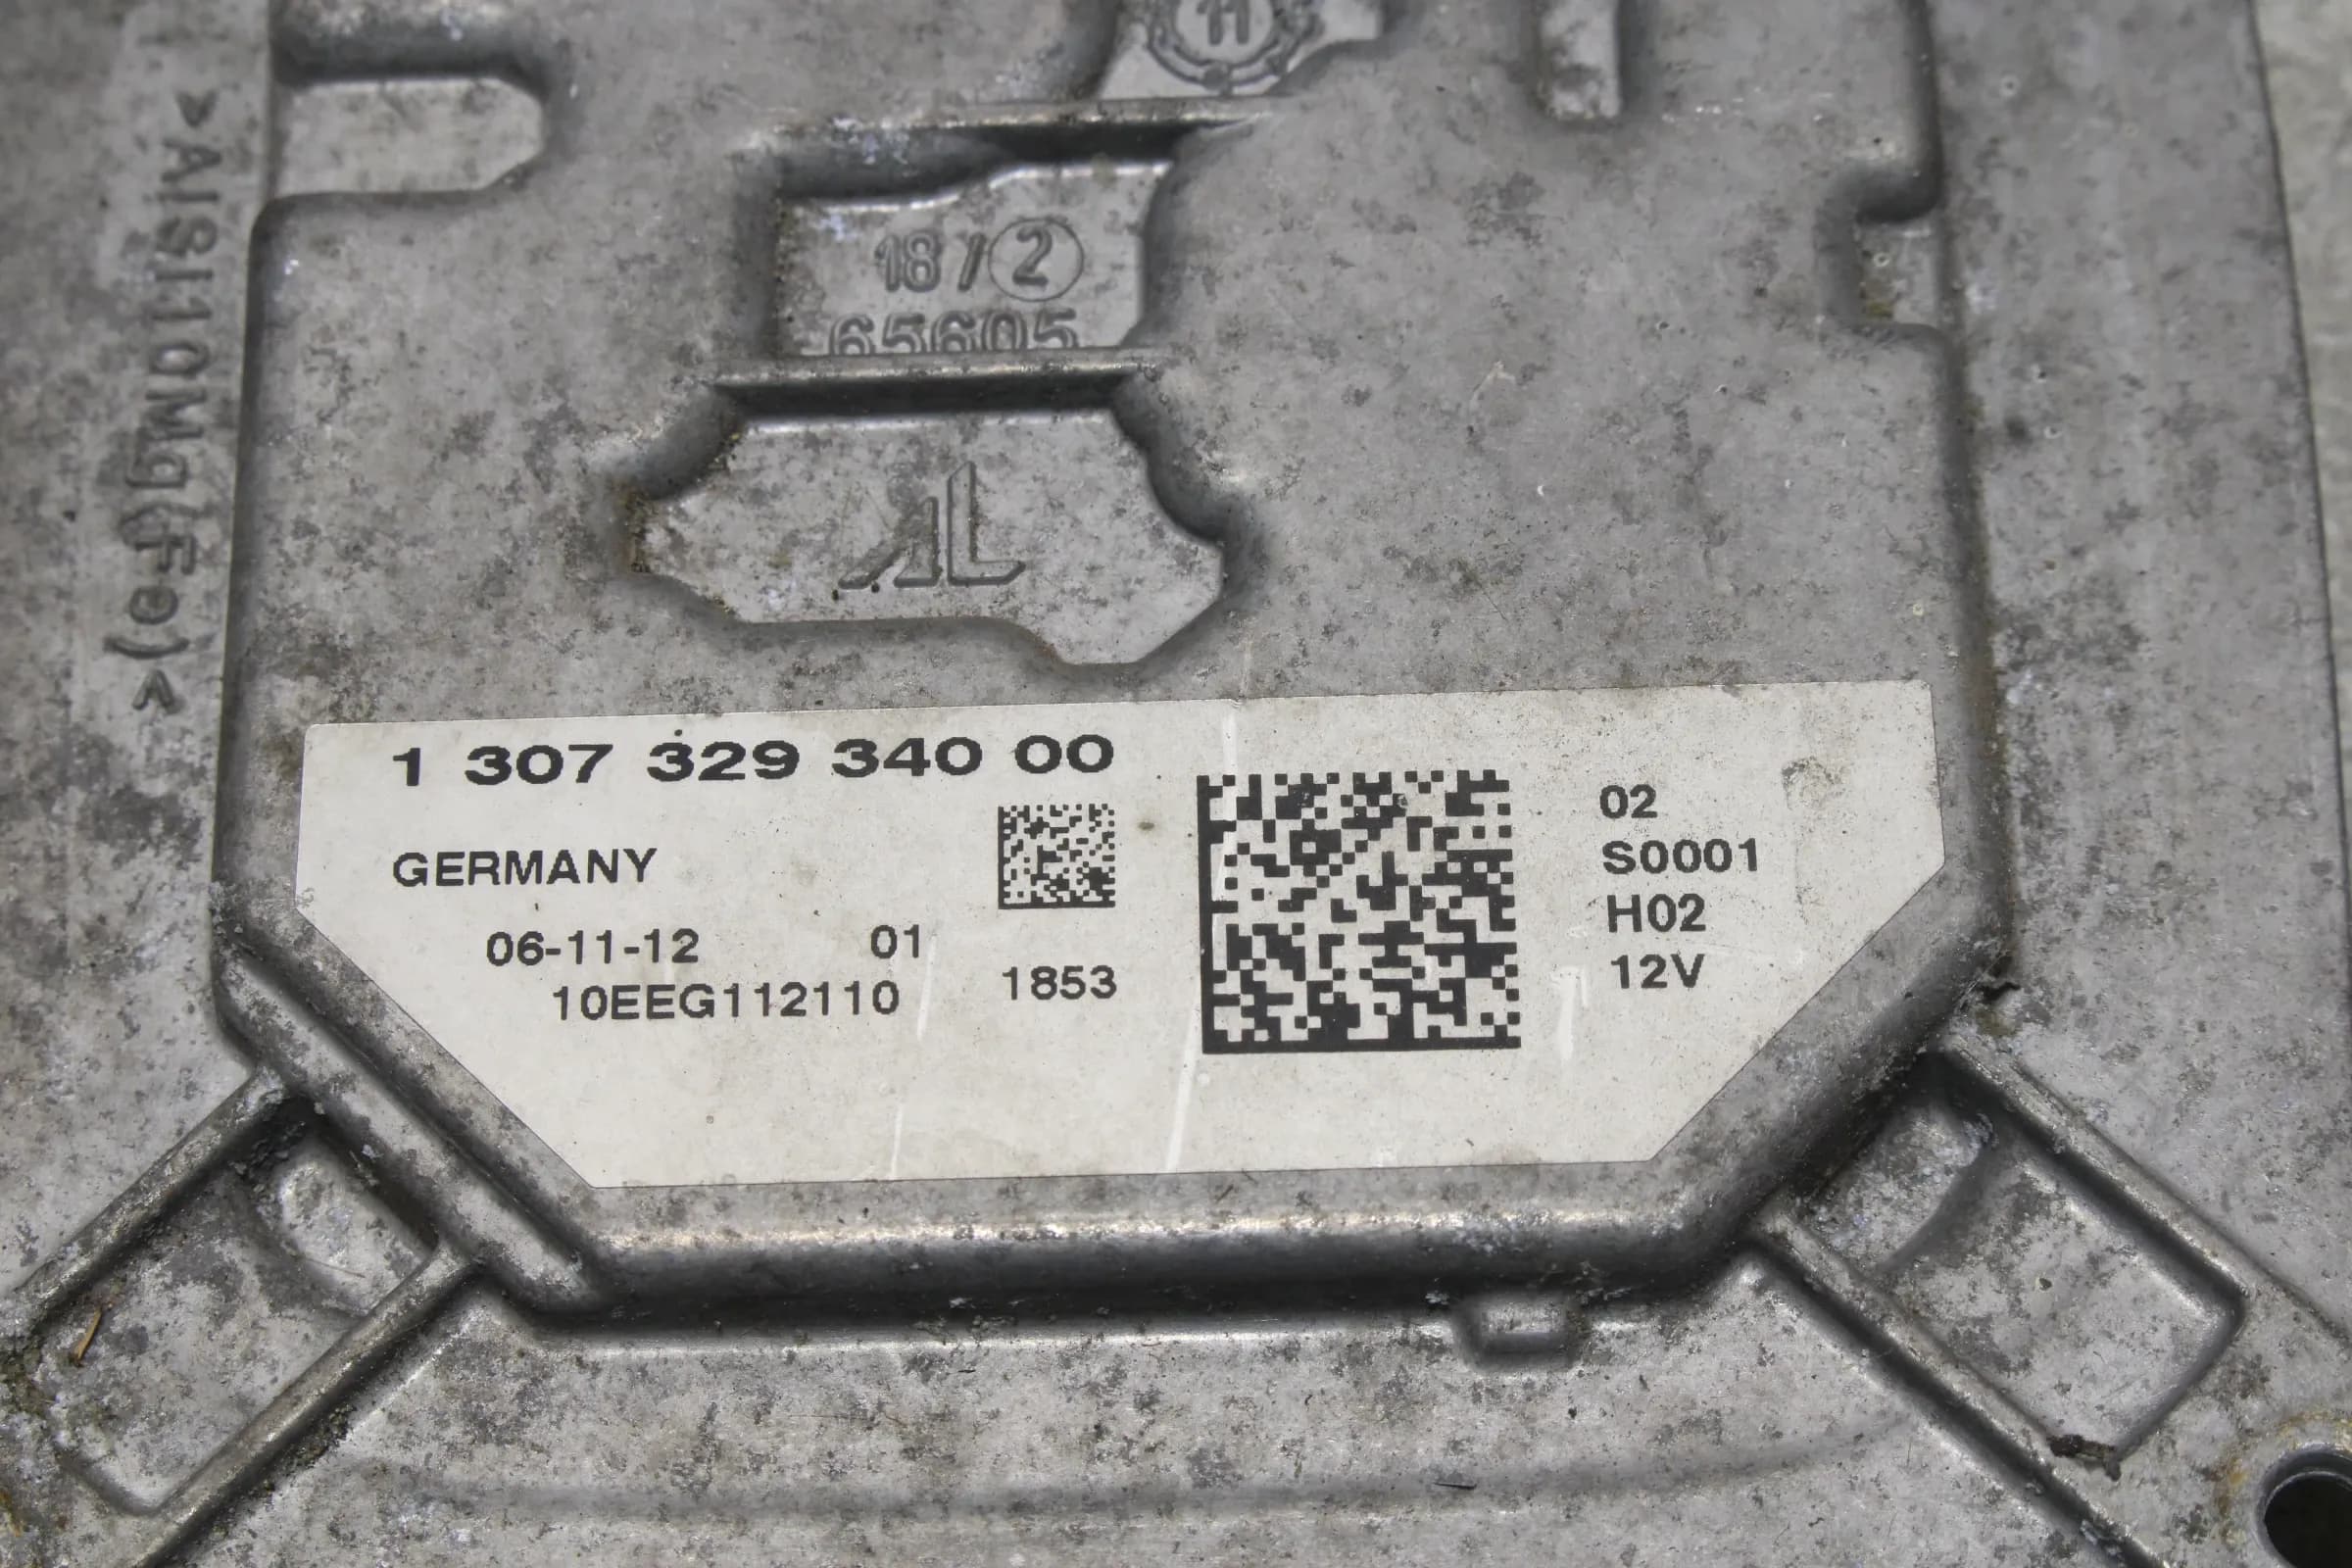 11
>AlSi10Mg(Fe)<
18/2
65605
AL
1 307 329 340 00
GERMANY
06-11-12 01
10EEG112110 1853
02
S0001
H02
12V